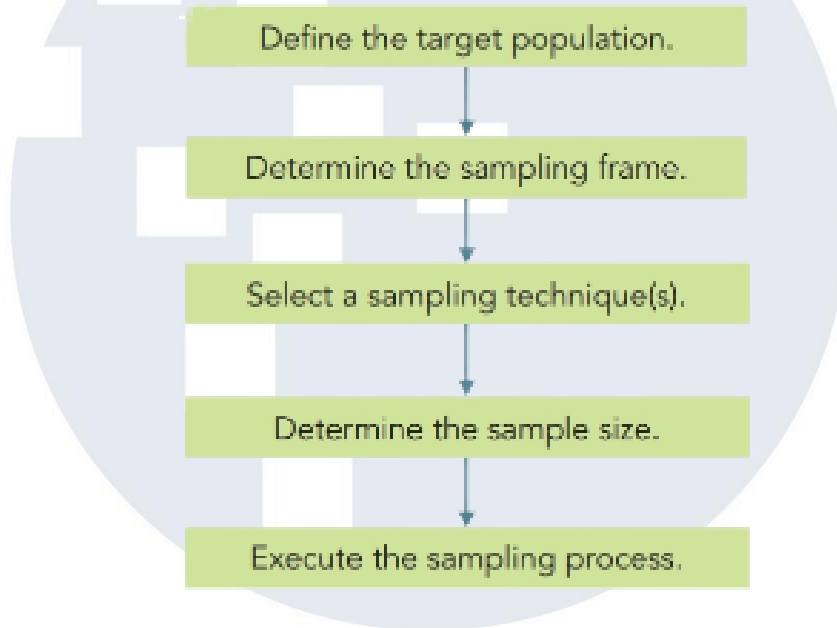 Define the target population.
Determine the sampling frame.
Select a sampling technique(s).
Determine the sample size.
Execute the sampling process.